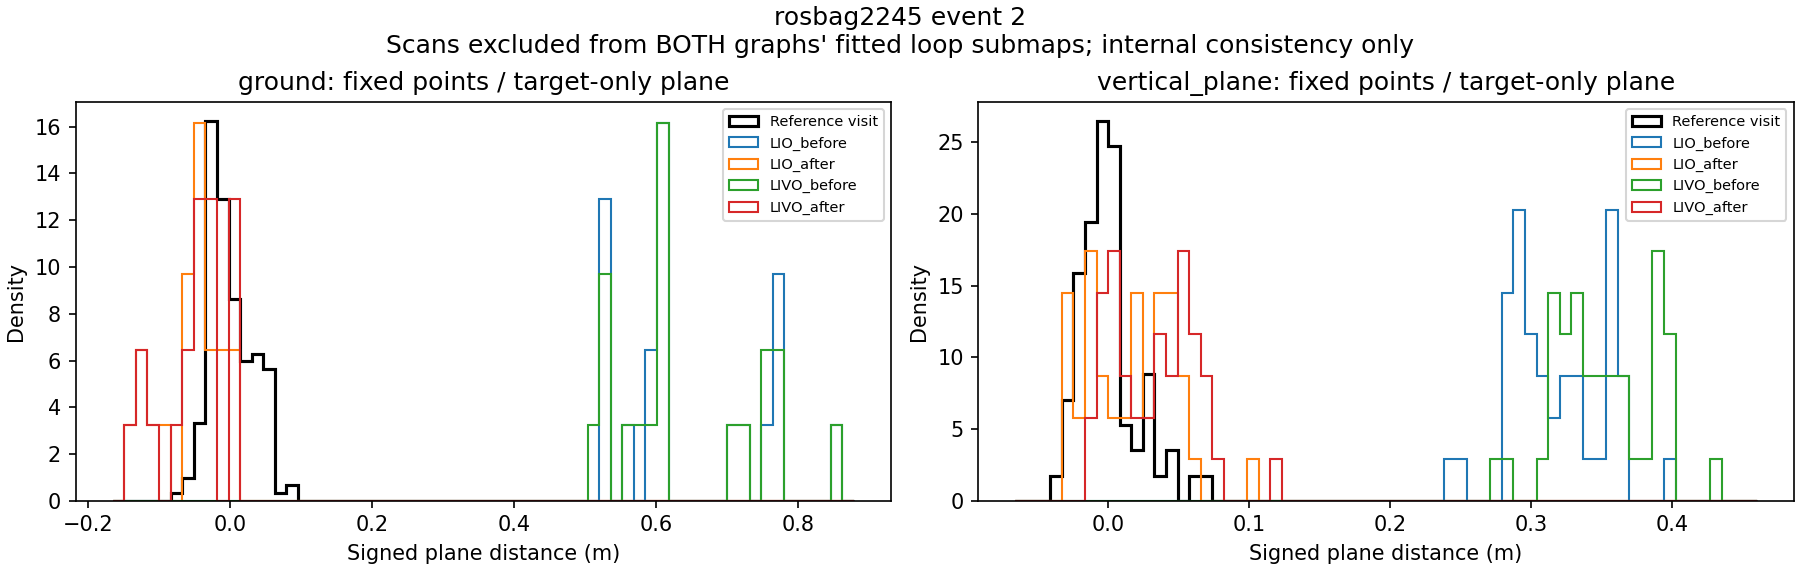 rosbag2245 event 2
Scans excluded from BOTH graphs' fitted loop submaps; internal consistency only
ground: fixed points / target-only plane
Density
16
14
12
10
8
6
4
2
0
−0.2
0.0
0.2
0.4
0.6
0.8
Signed plane distance (m)
Reference visit
LIO_before
LIO_after
LIVO_before
LIVO_after
vertical_plane: fixed points / target-only plane
Density
25
20
15
10
5
0
0.0
0.1
0.2
0.3
0.4
Signed plane distance (m)
Reference visit
LIO_before
LIO_after
LIVO_before
LIVO_after